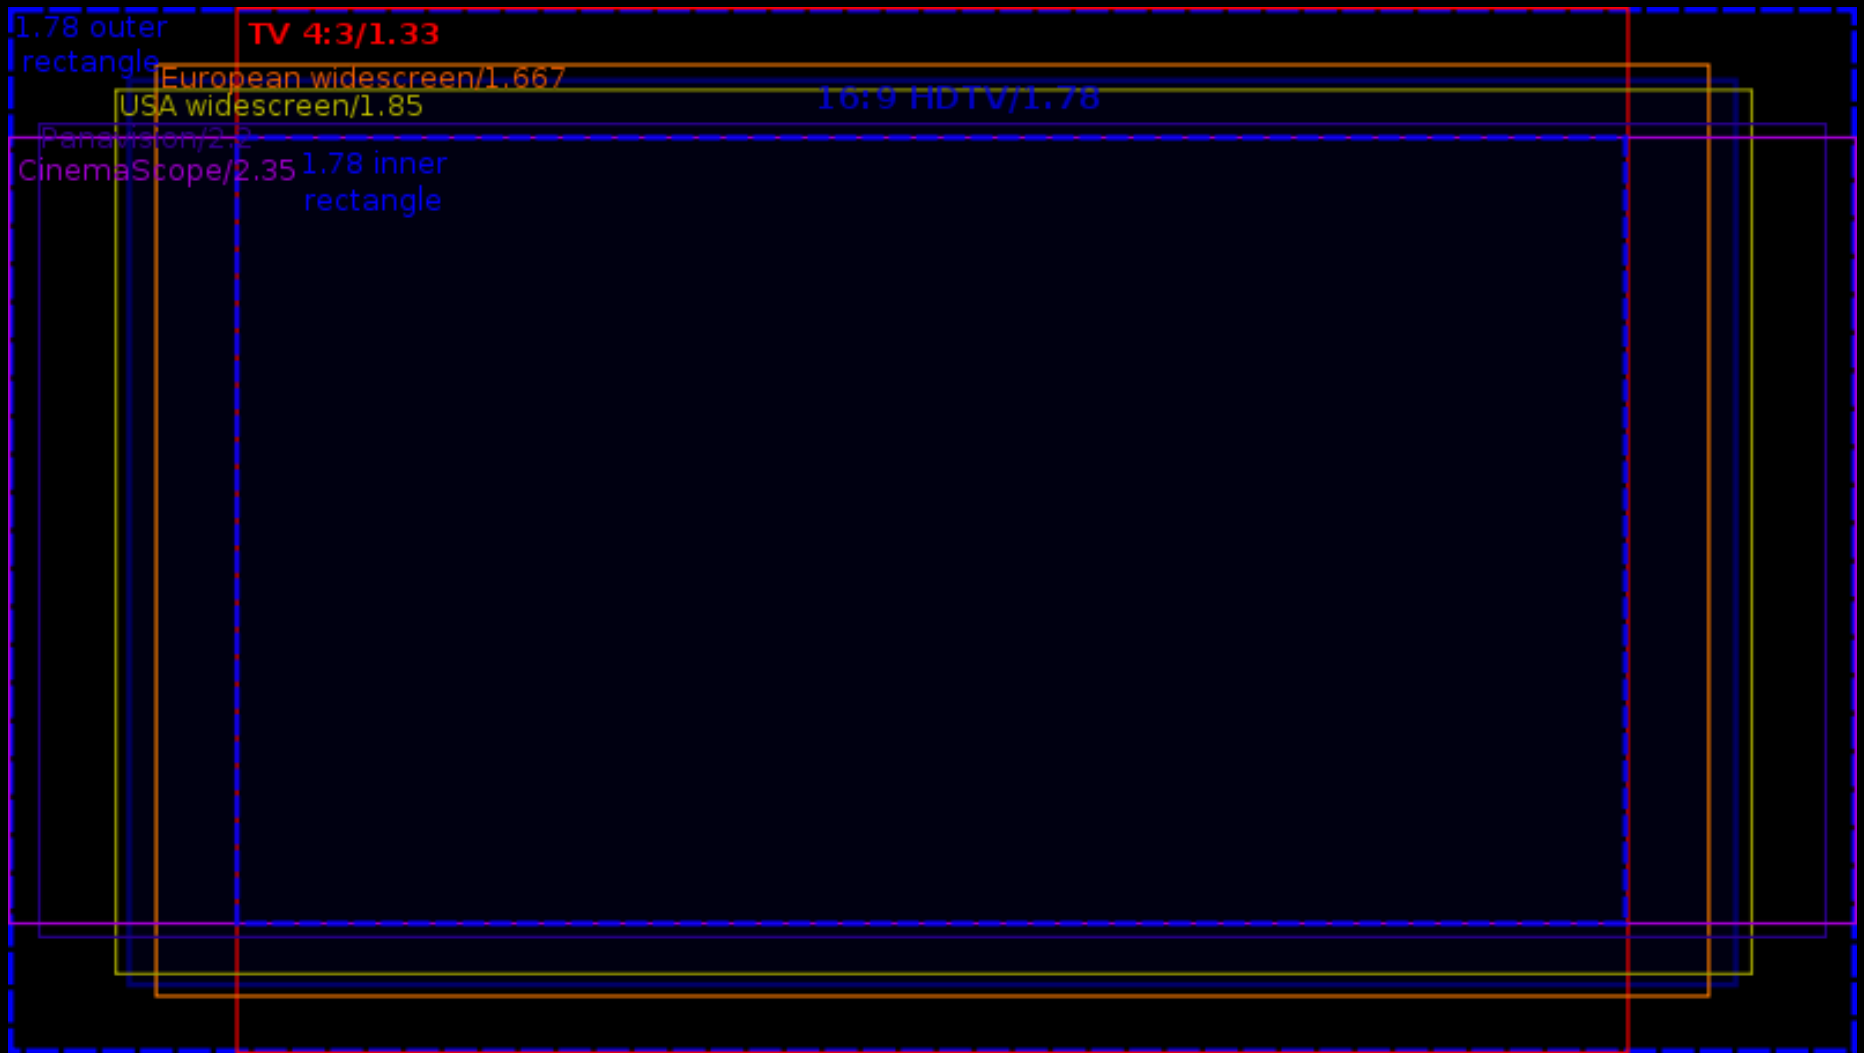 1.78 outer
rectangle
TV 4:3/1.33
European widescreen/1.667
16:9 HDTV/1.78
USA widescreen/1.85
Panavision/2.2
CinemaScope/2.35
1.78 inner
rectangle